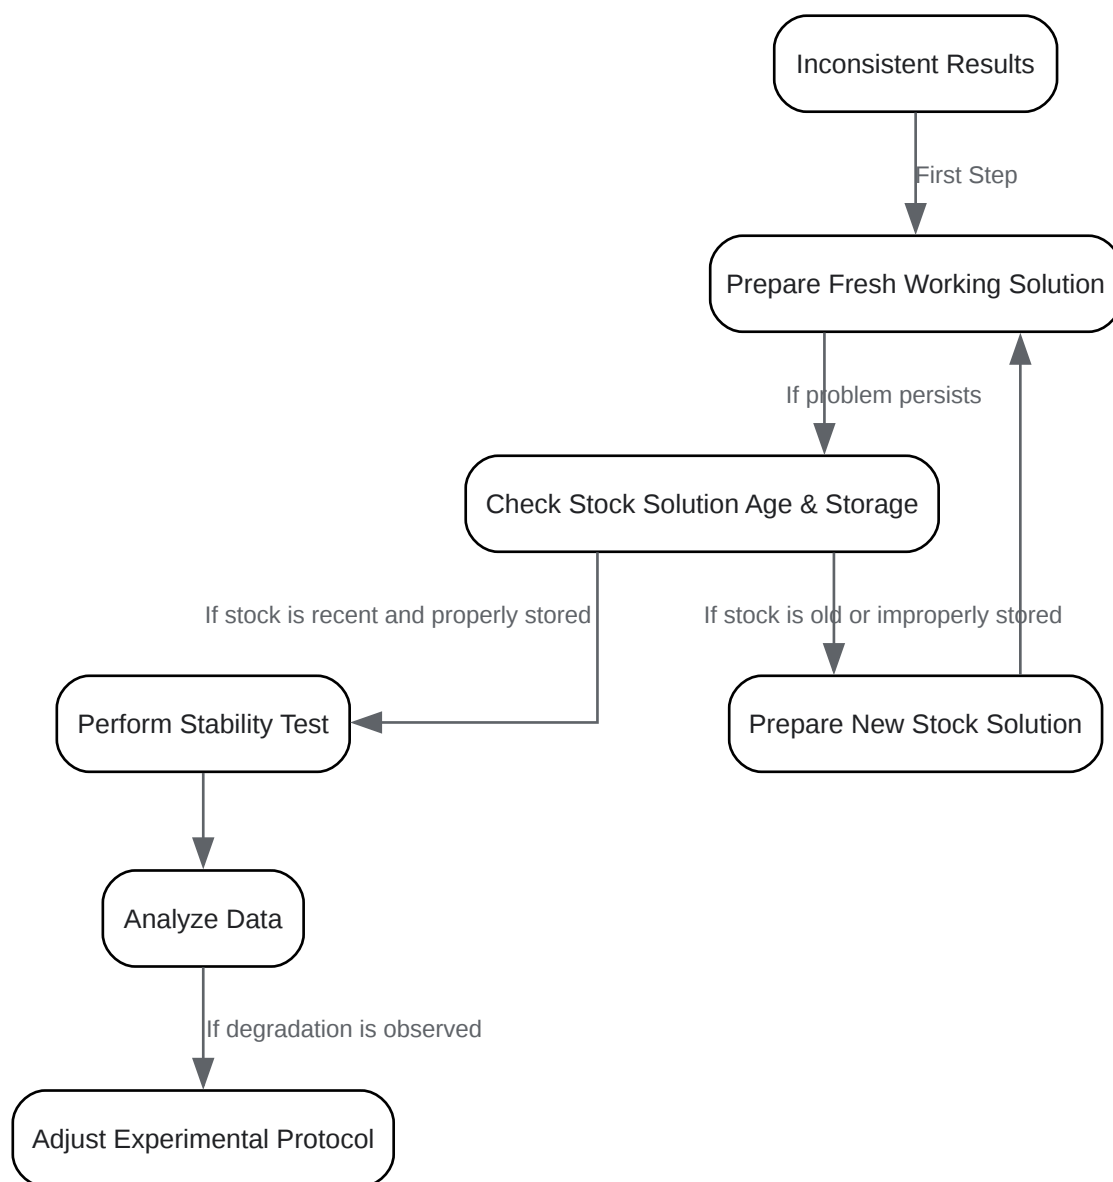 Inconsistent Results
First Step
Prepare Fresh Working Solution
If problem persists
Check Stock Solution Age & Storage
If stock is recent and properly stored
If stock is old or improperly stored
Perform Stability Test
Prepare New Stock Solution
Analyze Data
If degradation is observed
Adjust Experimental Protocol